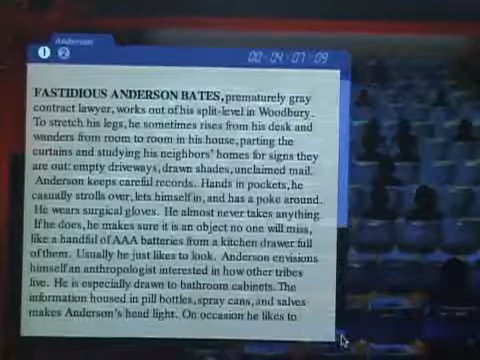 Anderson
1 2
00-04-07-09
FASTIDIOUS ANDERSON BATES, prematurely gray
contract lawyer, works out of his split-level in Woodbury.
To stretch his legs, he sometimes rises from his desk and
wanders from room to room in his house, parting the
curtains and studying his neighbors' homes for signs they
are out: empty driveways, drawn shades, unclaimed mail.
Anderson keeps careful records. Hands in pockets, he
casually strolls over, lets himself in, and has a poke around.
He wears surgical gloves. He almost never takes anything.
If he does, he makes sure it is an object no one will miss,
like a handful of AAA batteries from a kitchen drawer full
of them. Usually he just likes to look. Anderson envisions
himself an anthropologist interested in how other tribes
live. He is especially drawn to bathroom cabinets. The
information housed in pill bottles, spray cans, and salves
makes Anderson's head light. On occasion he likes to